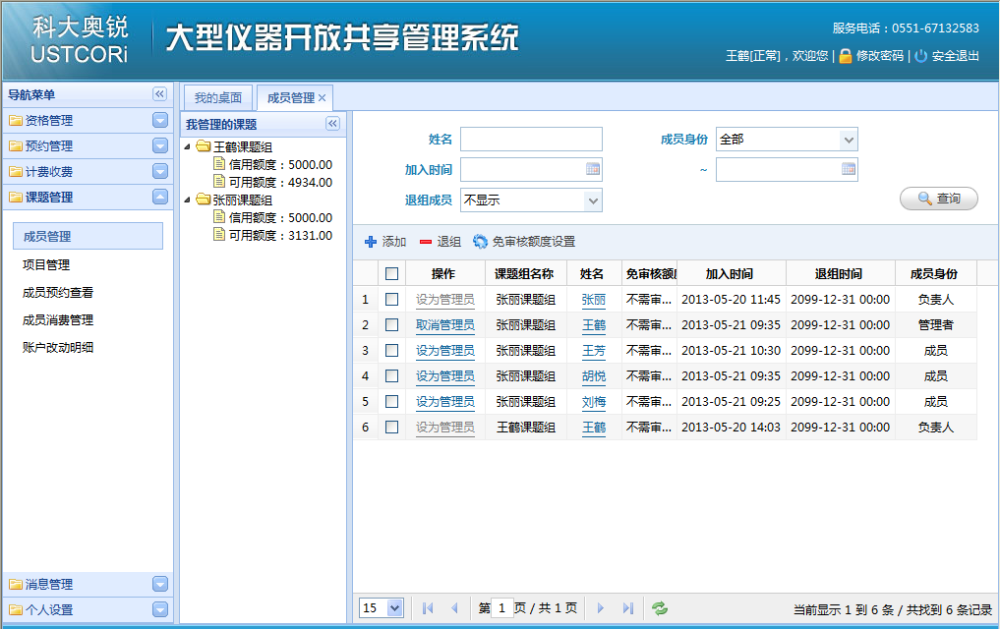 科大奥锐
USTCORi
大型仪器开放共享管理系统
服务电话：0551-67132583
王鹤[正常]，欢迎您 | 修改密码 | 安全退出
导航菜单
资格管理
预约管理
计费收费
课题管理
成员管理
项目管理
成员预约查看
成员消费管理
账户改动明细
消息管理
个人设置
我的桌面 成员管理
我管理的课题
王鹤课题组
信用额度：5000.00
可用额度：4934.00
张丽课题组
信用额度：5000.00
可用额度：3131.00
姓名 成员身份 全部
加入时间 ~
退组成员 不显示 查询
添加 退组 免审核额度设置
操作 课题组名称 姓名 免审核额 加入时间 退组时间 成员身份
1 设为管理员 张丽课题组 张丽 不需审... 2013-05-20 11:45 2099-12-31 00:00 负责人
2 取消管理员 张丽课题组 王鹤 不需审... 2013-05-21 09:35 2099-12-31 00:00 管理者
3 设为管理员 张丽课题组 王芳 不需审... 2013-05-21 10:30 2099-12-31 00:00 成员
4 设为管理员 张丽课题组 胡悦 不需审... 2013-05-21 09:35 2099-12-31 00:00 成员
5 设为管理员 张丽课题组 刘梅 不需审... 2013-05-21 09:25 2099-12-31 00:00 成员
6 设为管理员 王鹤课题组 王鹤 不需审... 2013-05-20 14:03 2099-12-31 00:00 负责人
15 第 1 页 / 共 1 页 当前显示 1 到 6 条 / 共找到 6 条记录